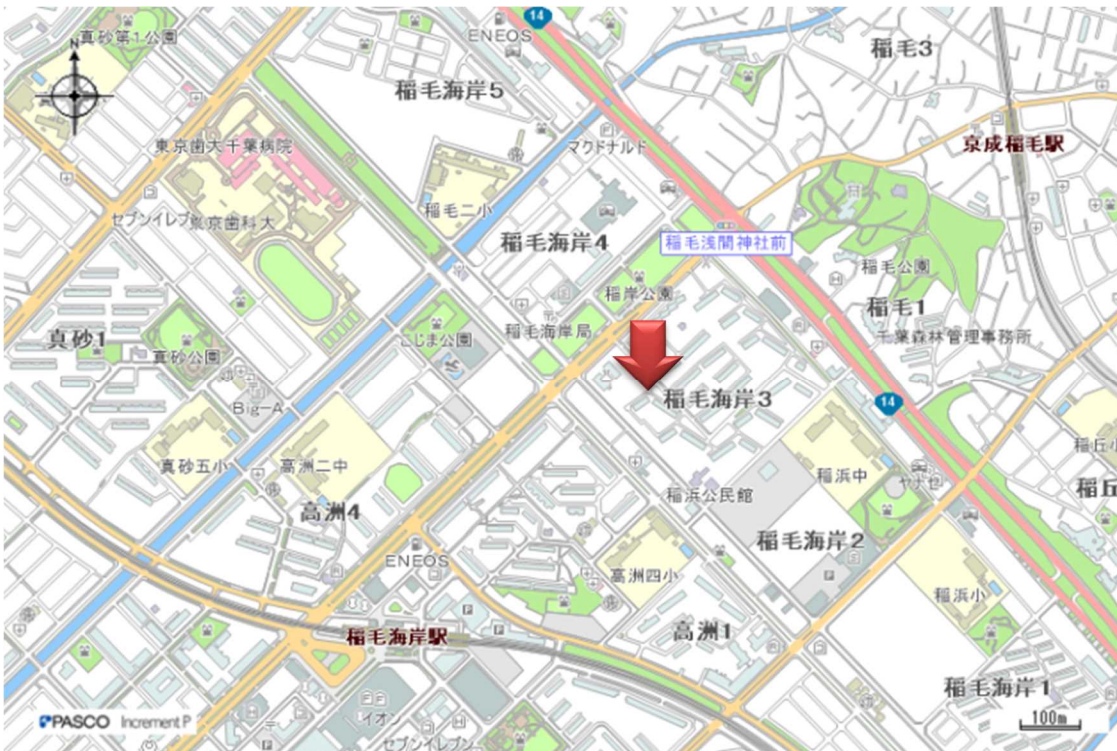 14
ENEOS
真砂第1公園
稲毛3
稲毛海岸5
N
東京歯大千葉病院
マクドナルド
京成稲毛駅
セブンイレブン
東京歯科大
稲毛二小
稲毛海岸4
稲毛浅間神社前
稲毛公園
稲岸公園
稲毛1
真砂1
真砂公園
こじま公園
稲毛海岸局
千葉森林管理事務所
稲毛海岸3
14
Big-A
真砂五小
高洲二中
稲浜中
ヤナセ
稲丘小
稲浜公民館
稲丘
高洲4
稲毛海岸2
ENEOS
高洲四小
稲浜小
稲毛海岸駅
高洲1
稲毛海岸1
PASCO Increment P
イオン
セブンイレブン
100m